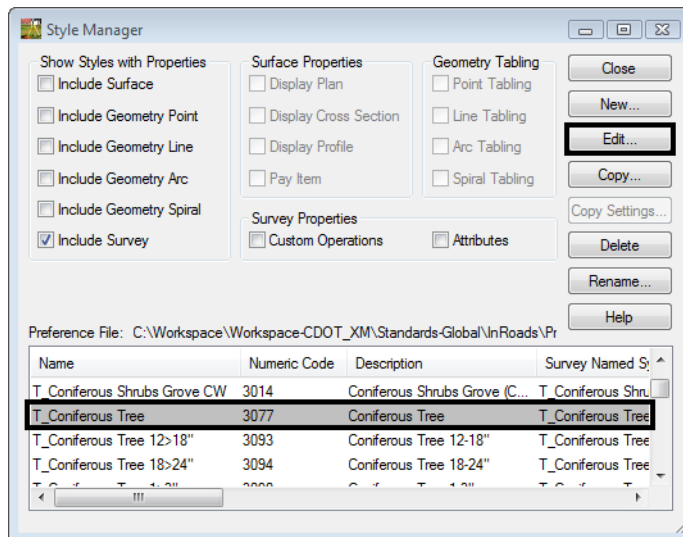 Style Manager
Show Styles with Properties
Include Surface
Include Geometry Point
Include Geometry Line
Include Geometry Arc
Include Geometry Spiral
Include Survey
Surface Properties
Display Plan
Display Cross Section
Display Profile
Pay Item
Geometry Tabling
Point Tabling
Line Tabling
Arc Tabling
Spiral Tabling
Survey Properties
Custom Operations
Attributes
Close
New...
Edit...
Copy...
Copy Settings...
Delete
Rename...
Help
Preference File: C:\Workspace\Workspace-CDOT_XM\Standards-Global\InRoads\Pr
Name Numeric Code Description Survey Named Sy
T_Coniferous Shrubs Grove CW 3014 Coniferous Shrubs Grove (C... T_Coniferous Shru
T_Coniferous Tree 3077 Coniferous Tree T_Coniferous Tree
T_Coniferous Tree 12>18" 3093 Coniferous Tree 12-18" T_Coniferous Tree
T_Coniferous Tree 18>24" 3094 Coniferous Tree 18-24" T_Coniferous Tree